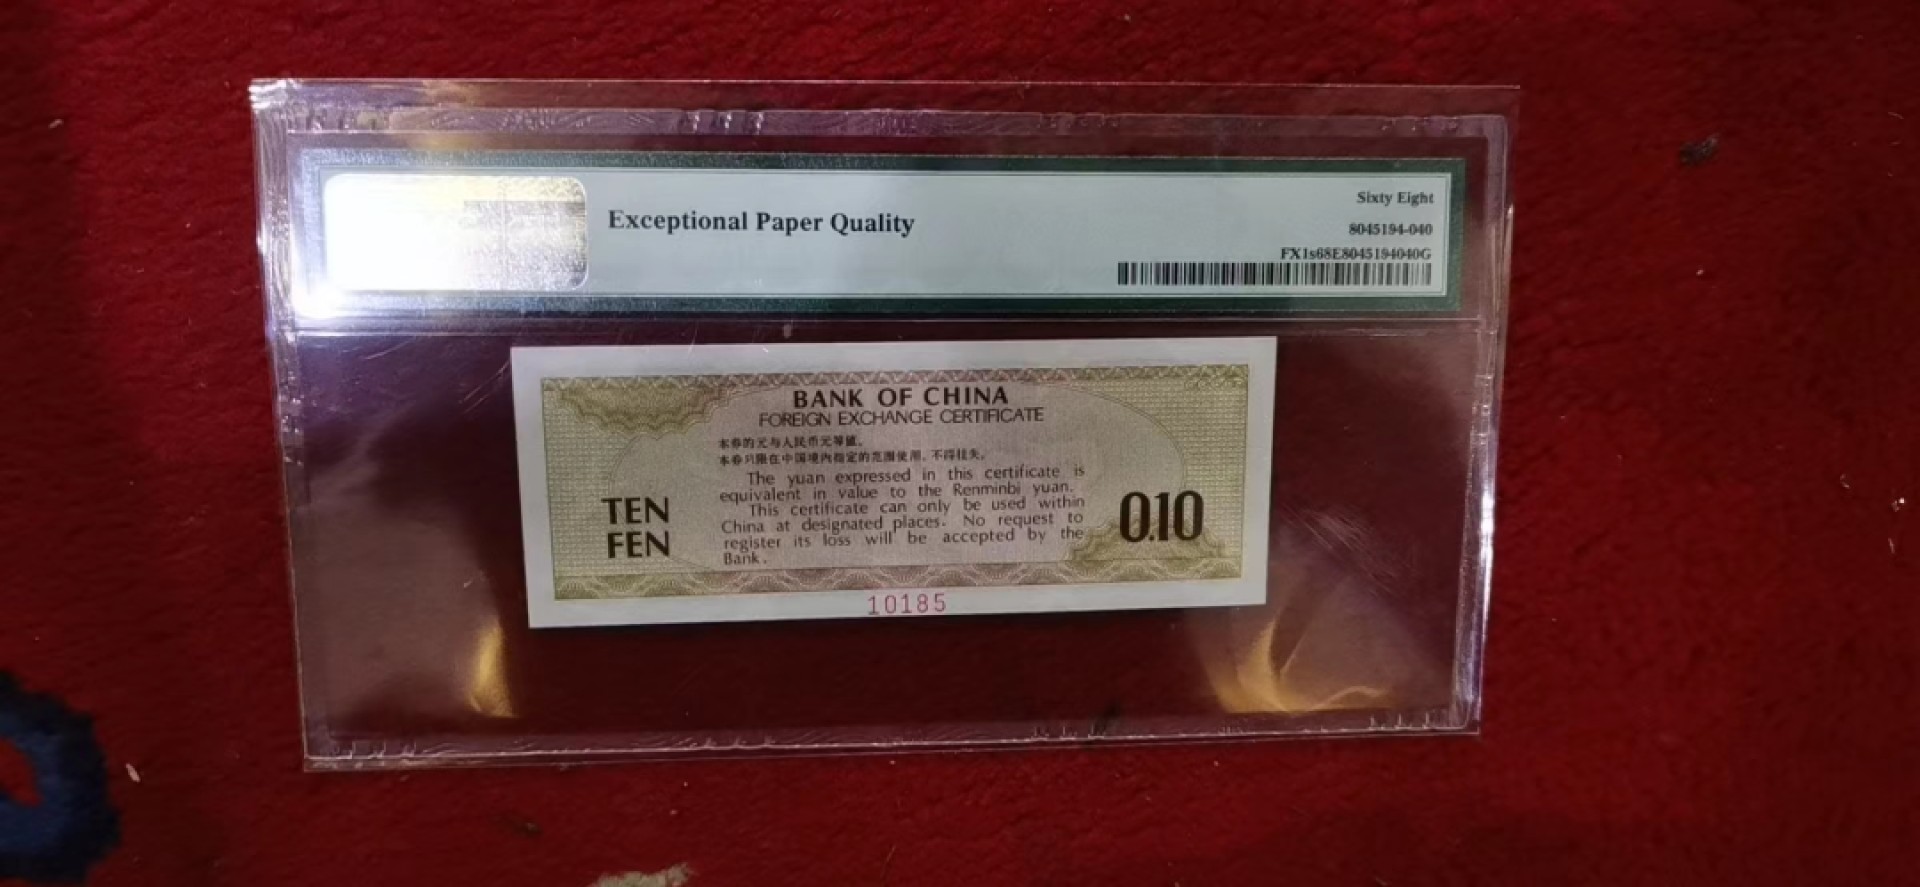 Exceptional Paper Quality
Sixty Eight
8045194-040
FX1s68E8045194040G
BANK OF CHINA
FOREIGN EXCHANGE CERTIFICATE
本券的元与人民币元等值。
本券只限在中国境内指定的范围使用，不得挂失。
The yuan expressed in this certificate is
equivalent in value to the Renminbi yuan.
This certificate can only be used within
China at designated places. No request to
register its loss will be accepted by the
Bank.
TEN
FEN
0.10
10185